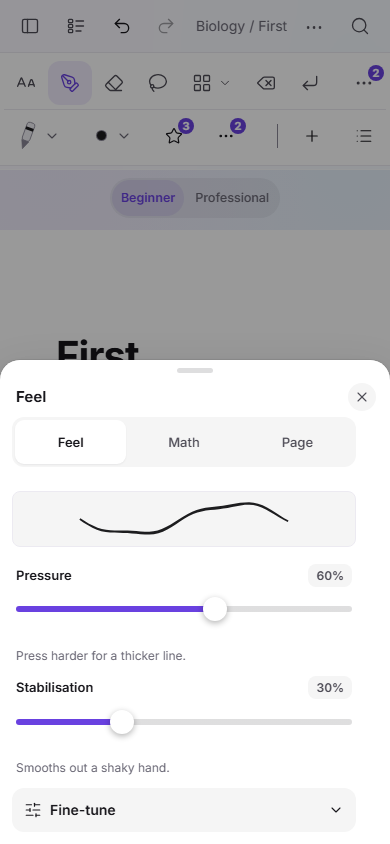 Biology / First
AA
2
3
2
Beginner
Professional
First
Feel
Feel
Math
Page
Pressure
60%
Press harder for a thicker line.
Stabilisation
30%
Smooths out a shaky hand.
Fine-tune